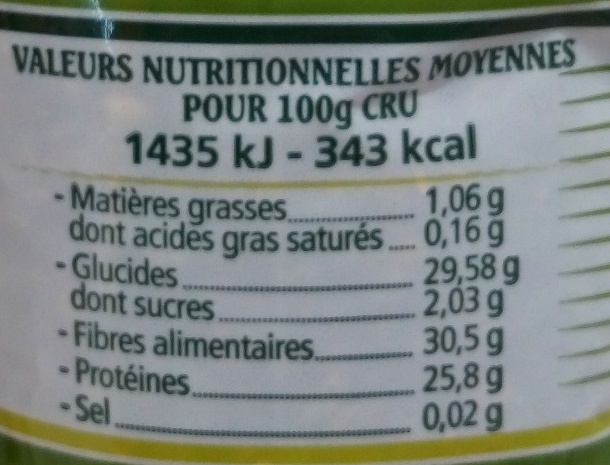 VALEURS NUTRITIONNELLES MOYENNES
POUR 100g CRU
1435 kJ - 343 kcal
- Matières grasses.................... 1,06 g
dont acides gras saturés ..... 0,16 g
- Glucides.................... 29,58 g
dont sucres.................... 2,03 g
- Fibres alimentaires.................... 30,5 g
- Protéines.................... 25,8 g
- Sel.................... 0,02 g